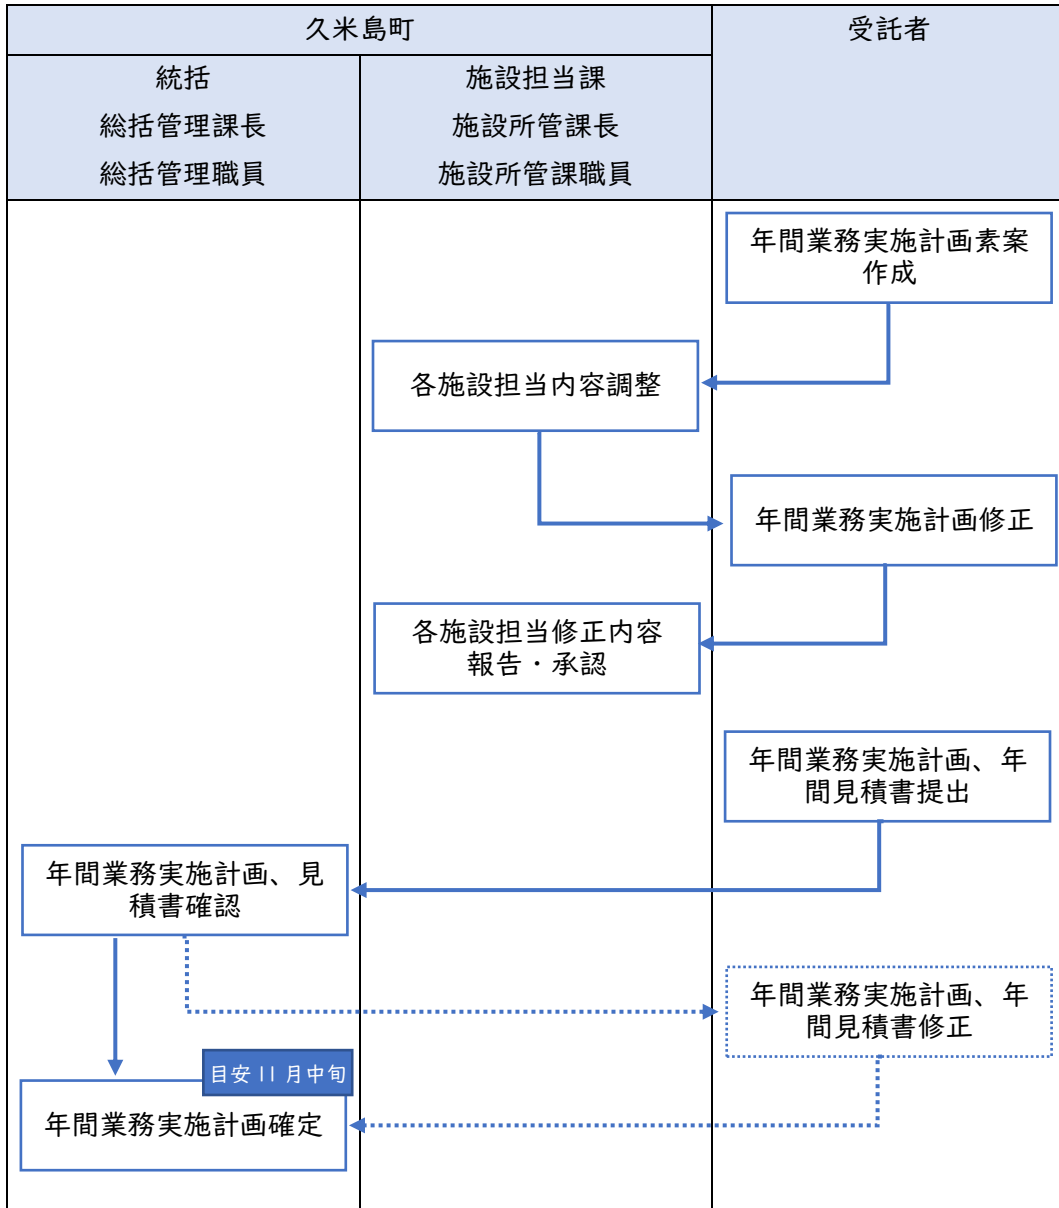 久米島町
受託者
統括
総括管理課長
総括管理職員
施設担当課
施設所管課長
施設所管課職員
年間業務実施計画素案
作成
各施設担当内容調整
年間業務実施計画修正
各施設担当修正内容
報告・承認
年間業務実施計画、年
間見積書提出
年間業務実施計画、見
積書確認
年間業務実施計画、年
間見積書修正
目安11月中旬
年間業務実施計画確定